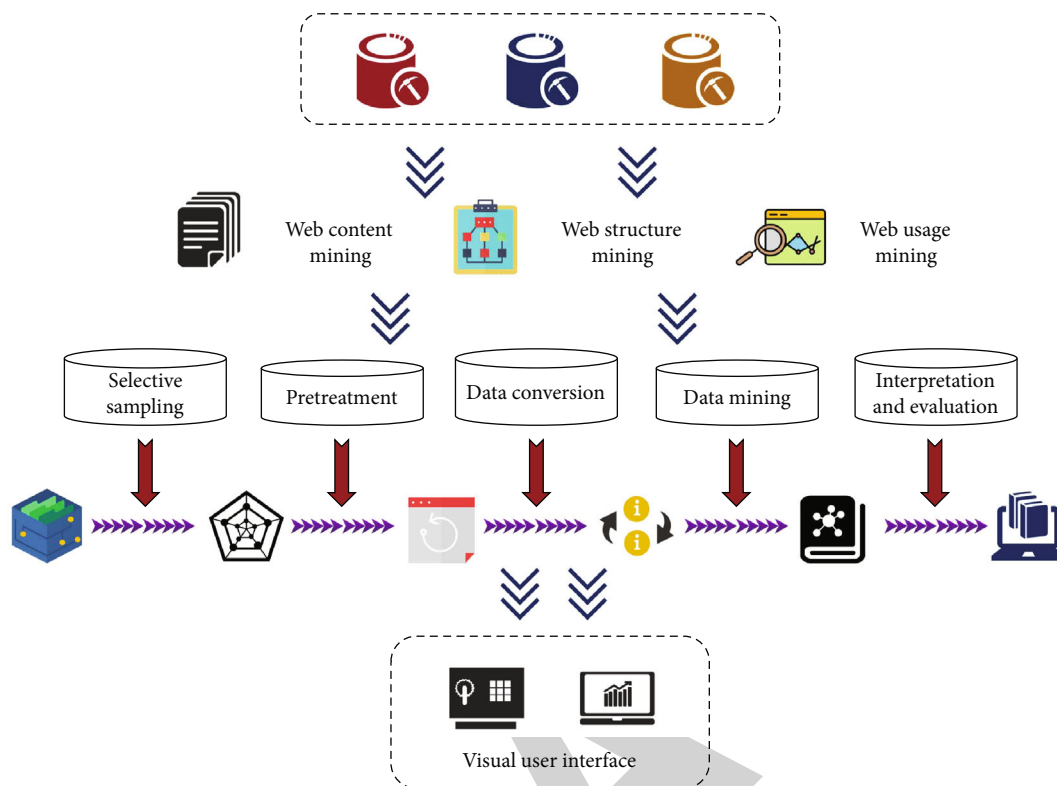 Web content
mining
Web structure
mining
Web usage
mining
Selective
sampling
Pretreatment
Data conversion
Data mining
Interpretation
and evaluation
i
i
Visual user interface